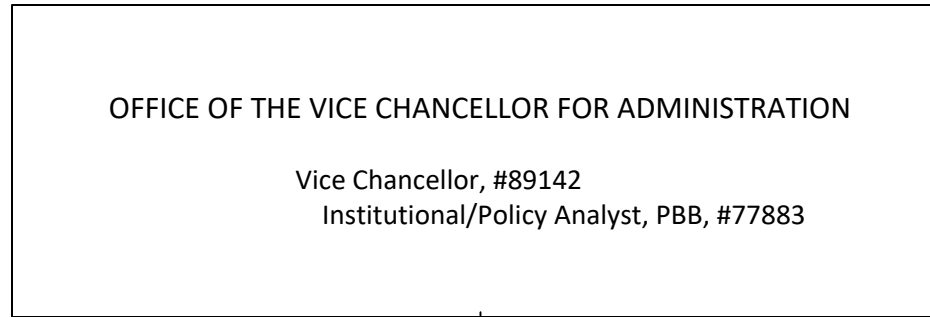 OFFICE OF THE VICE CHANCELLOR FOR ADMINISTRATION
Vice Chancellor, #89142
Institutional/Policy Analyst, PBB, #77883